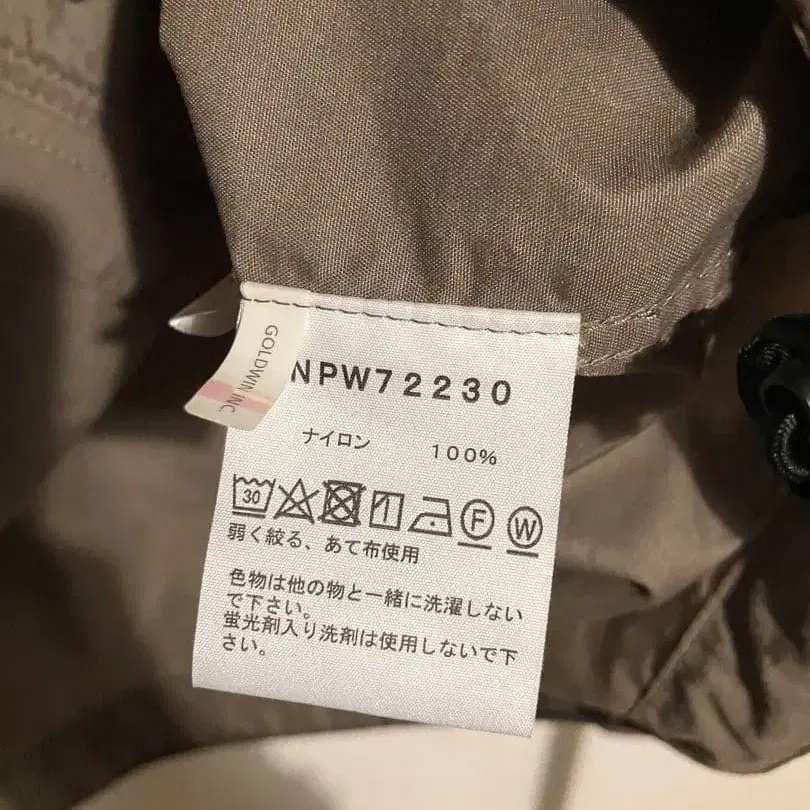 GOLDWIN INC.
NPW72230
ナイロン 100%
30 F W
弱く絞る、あて布使用
色物は他の物と一緒に洗濯しない
で下さい。
蛍光剤入り洗剤は使用しないで下
さい。